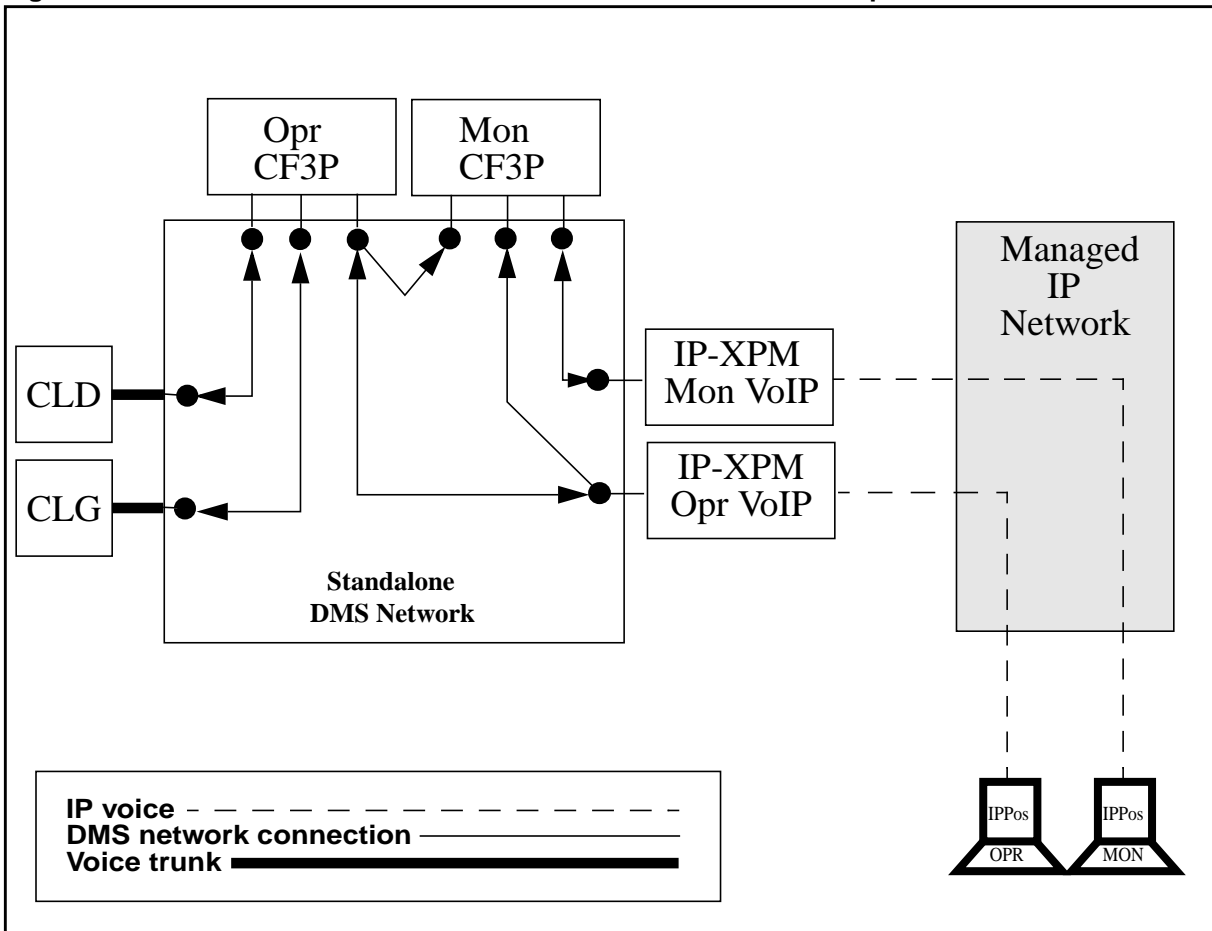 Opr
CF3P
Mon
CF3P
Managed
IP
Network
IP-XPM
Mon VoIP
CLD
IP-XPM
Opr VoIP
CLG
Standalone
DMS Network
IP voice
DMS network connection
Voice trunk
IPPos
OPR
IPPos
MON